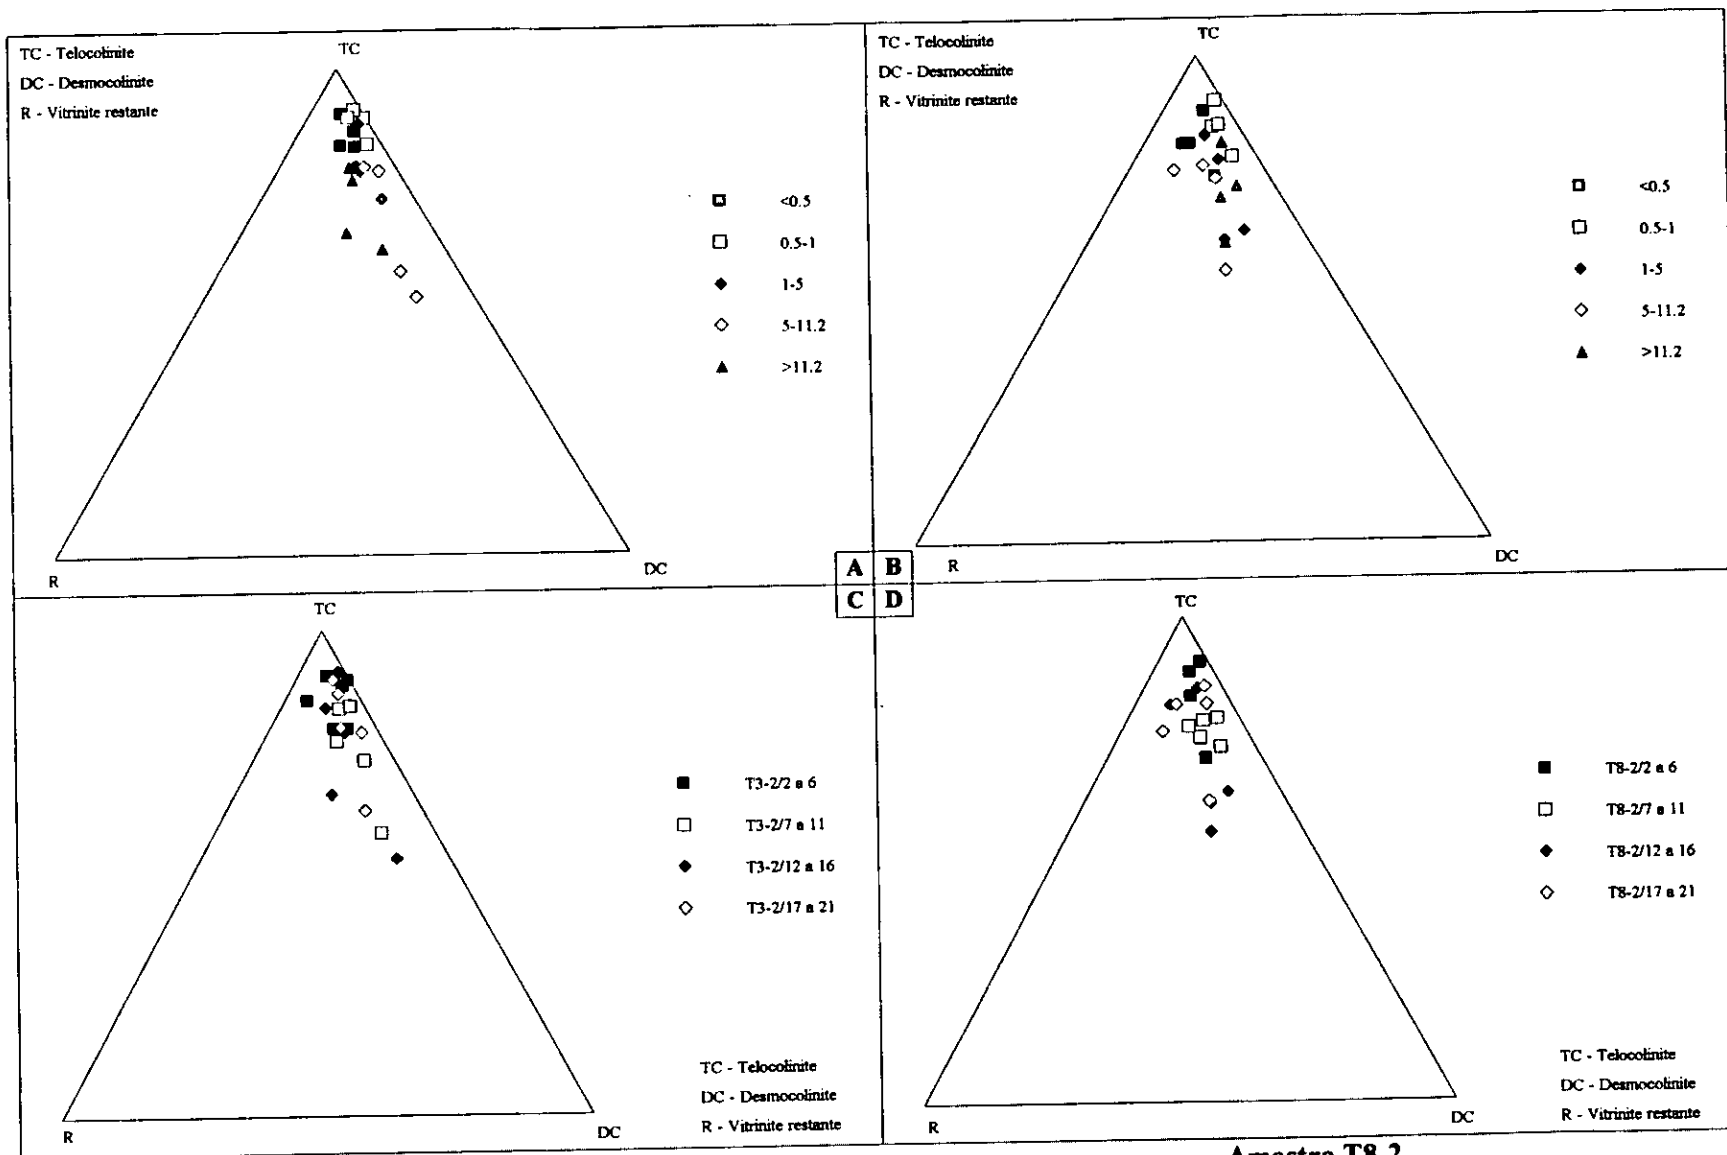 TC - Telocolinite
DC - Desmocolinite
R - Vitrinite restante
TC
<0.5
0.5-1
1-5
5-11.2
>11.2
R
DC
TC - Telocolinite
DC - Desmocolinite
R - Vitrinite restante
TC
<0.5
0.5-1
1-5
5-11.2
>11.2
R
DC
A B
C D
TC
T3-2/2 a 6
T3-2/7 a 11
T3-2/12 a 16
T3-2/17 a 21
TC - Telocolinite
DC - Desmocolinite
R - Vitrinite restante
R
DC
TC
T8-2/2 a 6
T8-2/7 a 11
T8-2/12 a 16
T8-2/17 a 21
TC - Telocolinite
DC - Desmocolinite
R - Vitrinite restante
R
DC
Amostra T8-2